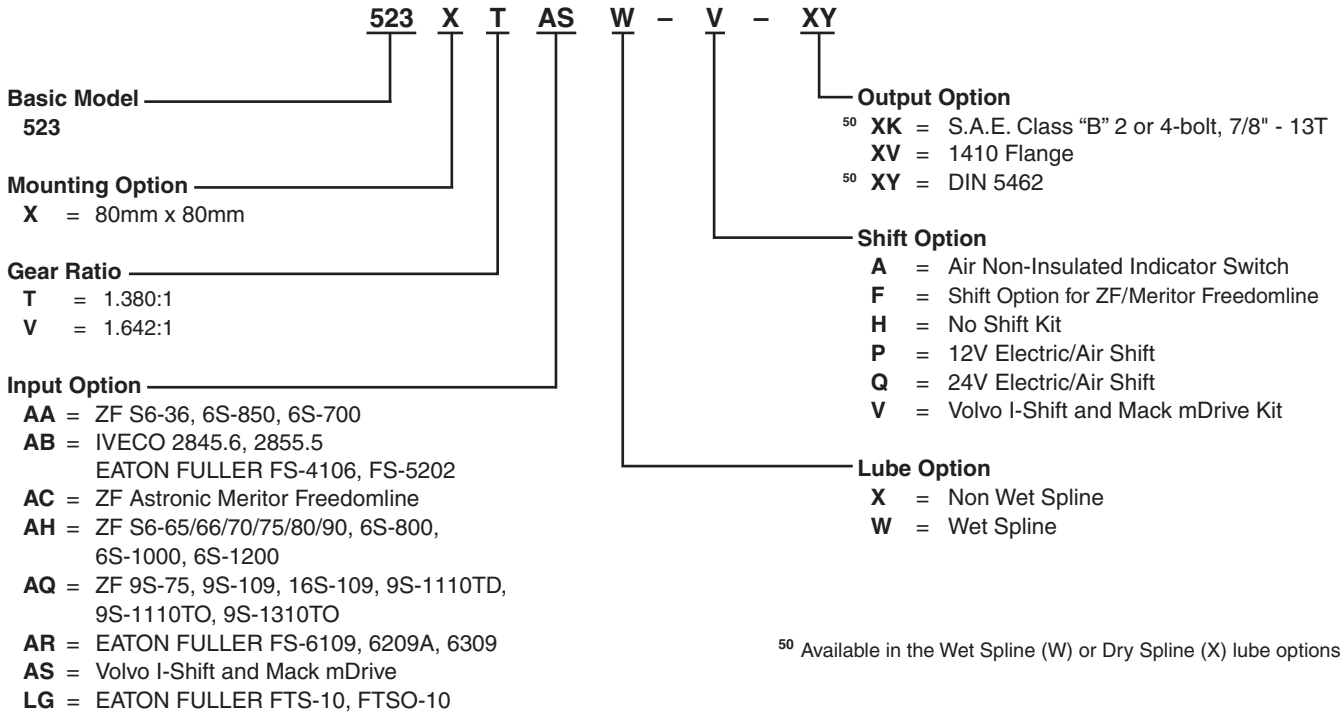 523 X T AS W – V – XY
Basic Model
523
Mounting Option
X = 80mm x 80mm
Gear Ratio
T = 1.380:1
V = 1.642:1
Input Option
AA = ZF S6-36, 6S-850, 6S-700
AB = IVECO 2845.6, 2855.5
EATON FULLER FS-4106, FS-5202
AC = ZF Astronic Meritor Freedomline
AH = ZF S6-65/66/70/75/80/90, 6S-800,
6S-1000, 6S-1200
AQ = ZF 9S-75, 9S-109, 16S-109, 9S-1110TD,
9S-1110TO, 9S-1310TO
AR = EATON FULLER FS-6109, 6209A, 6309
AS = Volvo I-Shift and Mack mDrive
LG = EATON FULLER FTS-10, FTSO-10
Output Option
50 XK = S.A.E. Class “B” 2 or 4-bolt, 7/8" - 13T
XV = 1410 Flange
50 XY = DIN 5462
Shift Option
A = Air Non-Insulated Indicator Switch
F = Shift Option for ZF/Meritor Freedomline
H = No Shift Kit
P = 12V Electric/Air Shift
Q = 24V Electric/Air Shift
V = Volvo I-Shift and Mack mDrive Kit
Lube Option
X = Non Wet Spline
W = Wet Spline
50 Available in the Wet Spline (W) or Dry Spline (X) lube options